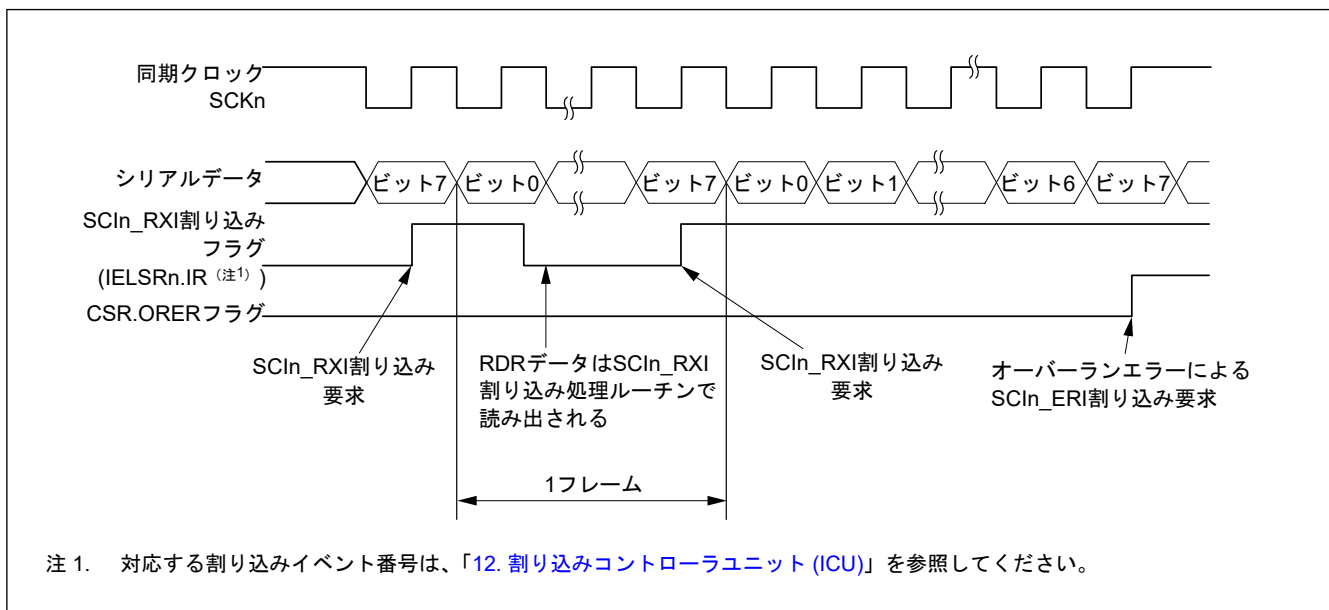 同期クロック
SCKn
シリアルデータ
ビット7
ビット0
ビット7
ビット0
ビット1
ビット6
ビット7
SCIn_RXI割り込み
フラグ
(IELSRn.IR（注1）)
CSR.ORERフラグ
SCIn_RXI割り込み
要求
RDRデータはSCIn_RXI
割り込み処理ルーチンで
読み出される
SCIn_RXI割り込み
要求
オーバーランエラーによる
SCIn_ERI割り込み要求
1フレーム
注 1. 対応する割り込みイベント番号は、「12. 割り込みコントローラユニット (ICU)」を参照してください。